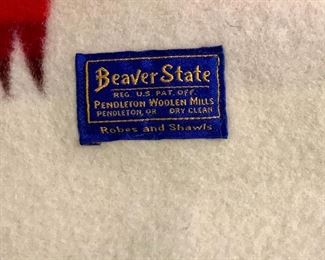 Beaver State
REG. U.S. PAT. OFF.
PENDLETON WOOLEN MILLS
PENDLETON, OR DRY CLEAN
Robes and Shawls